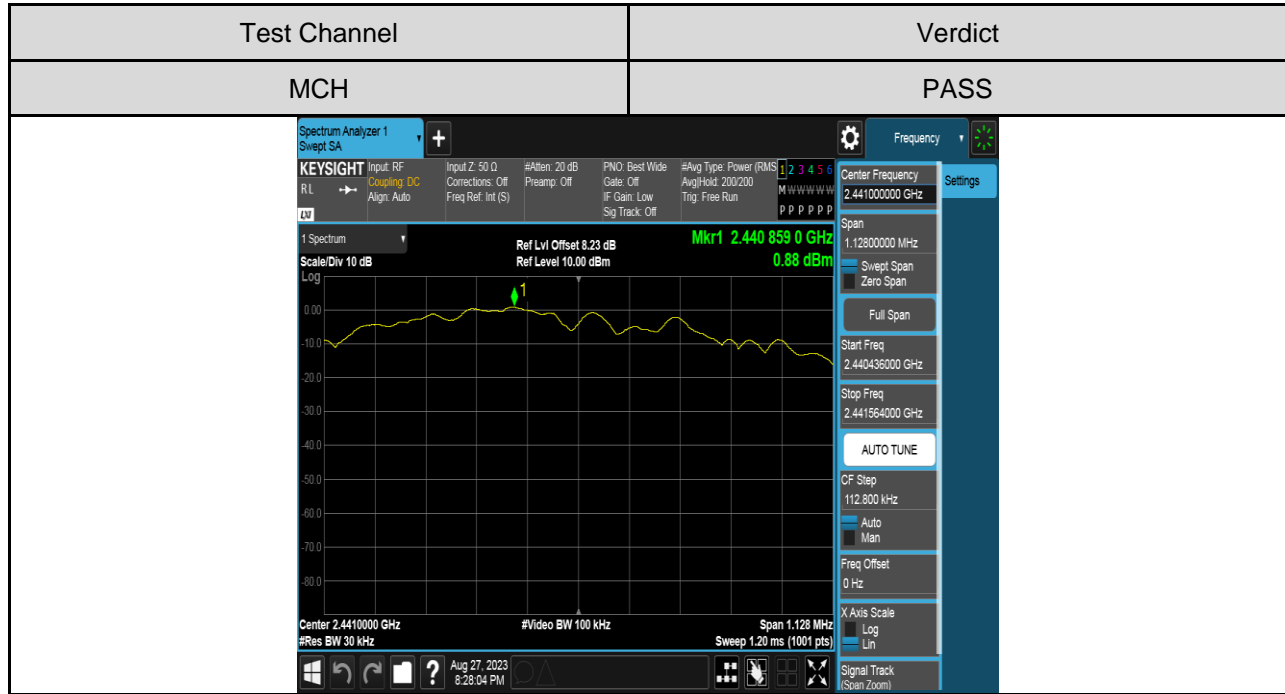 Test Channel
Verdict
MCH
PASS
Spectrum Analyzer 1
Swept SA
+
Frequency
KEYSIGHT
RL
LXI
Input: RF
Coupling: DC
Align: Auto
Input Z: 50 Ω
Corrections: Off
Freq Ref: Int (S)
#Atten: 20 dB
Preamp: Off
PNO: Best Wide
Gate: Off
IF Gain: Low
Sig Track: Off
#Avg Type: Power (RMS
Avg|Hold: 200/200
Trig: Free Run
1 2 3 4 5 6
M W W W W W
P P P P P P
1 Spectrum
Scale/Div 10 dB
Ref Lvl Offset 8.23 dB
Ref Level 10.00 dBm
Mkr1 2.440 859 0 GHz
0.88 dBm
Log
1
0.00
-10.0
-20.0
-30.0
-40.0
-50.0
-60.0
-70.0
-80.0
Center 2.4410000 GHz
#Res BW 30 kHz
#Video BW 100 kHz
Span 1.128 MHz
Sweep 1.20 ms (1001 pts)
Center Frequency
2.441000000 GHz
Settings
Span
1.12800000 MHz
Swept Span
Zero Span
Full Span
Start Freq
2.440436000 GHz
Stop Freq
2.441564000 GHz
AUTO TUNE
CF Step
112.800 kHz
Auto
Man
Freq Offset
0 Hz
X Axis Scale
Log
Lin
Signal Track
(Span Zoom)
?
Aug 27, 2023
8:28:04 PM